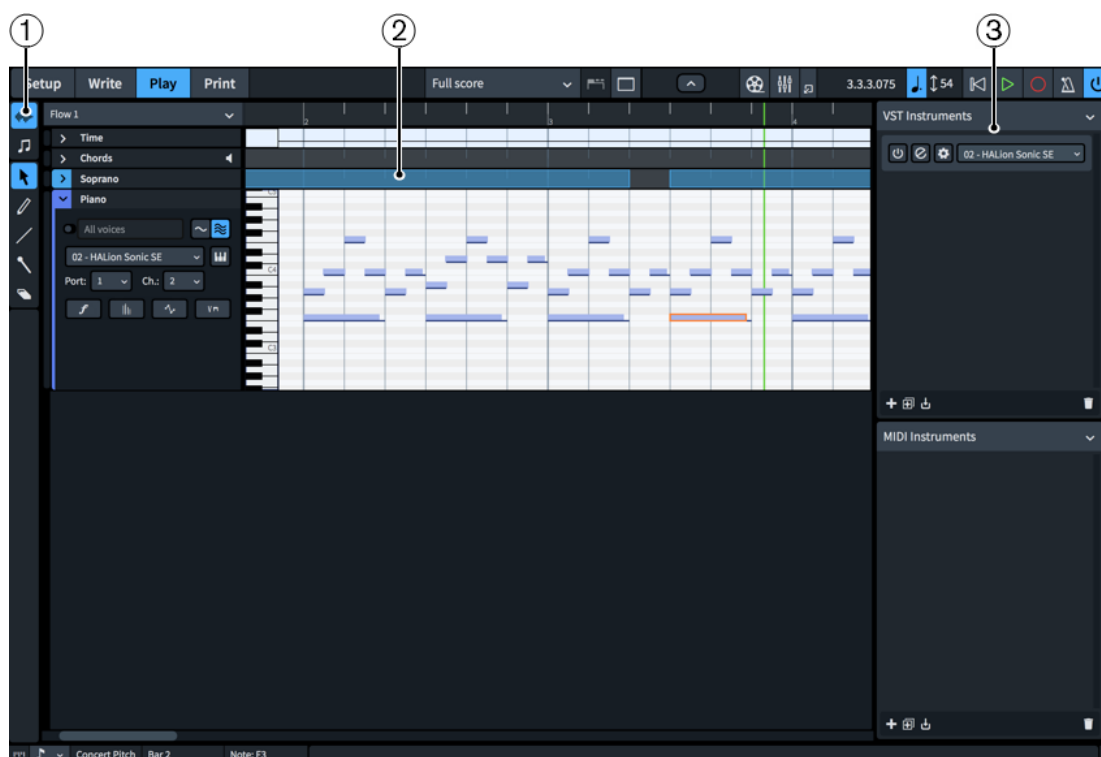 1 2 3
Setup Write Play Print Full score 3.3.3.075 54
Flow 1 2 3 4 VST Instruments
Time
Chords 02 - HALion Sonic SE
Soprano
Piano
All voices
02 - HALion Sonic SE C4
Port: 1 Ch.: 2
C3
MIDI Instruments
Concert Pitch Bar 2 Note: F3